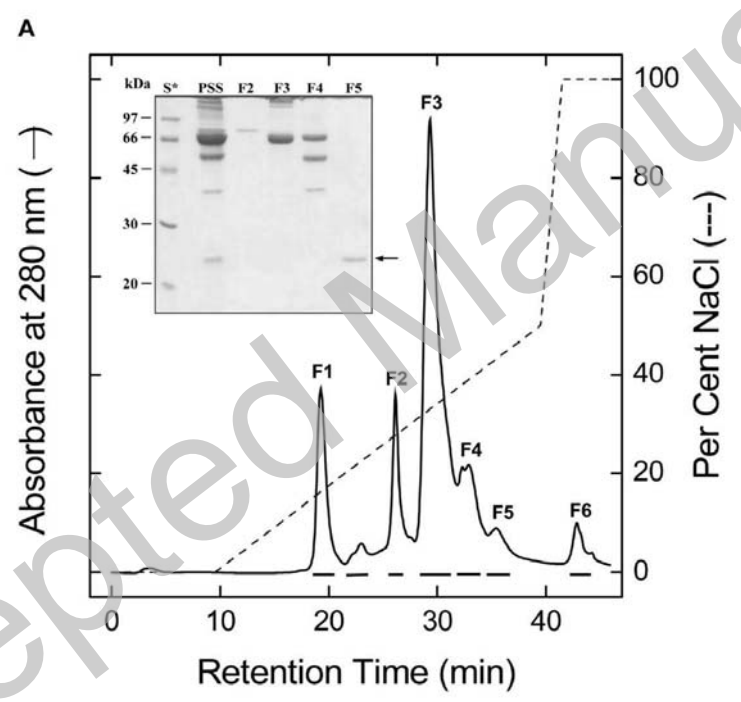 A
Absorbance at 280 nm (—)
kDa S* PSS F2 F3 F4 F5
97
66
45
30
20
F1
F2
F3
F4
F5
F6
100
80
60
40
20
0
Per Cent NaCl (---)
0 10 20 30 40
Retention Time (min)
epted Manus